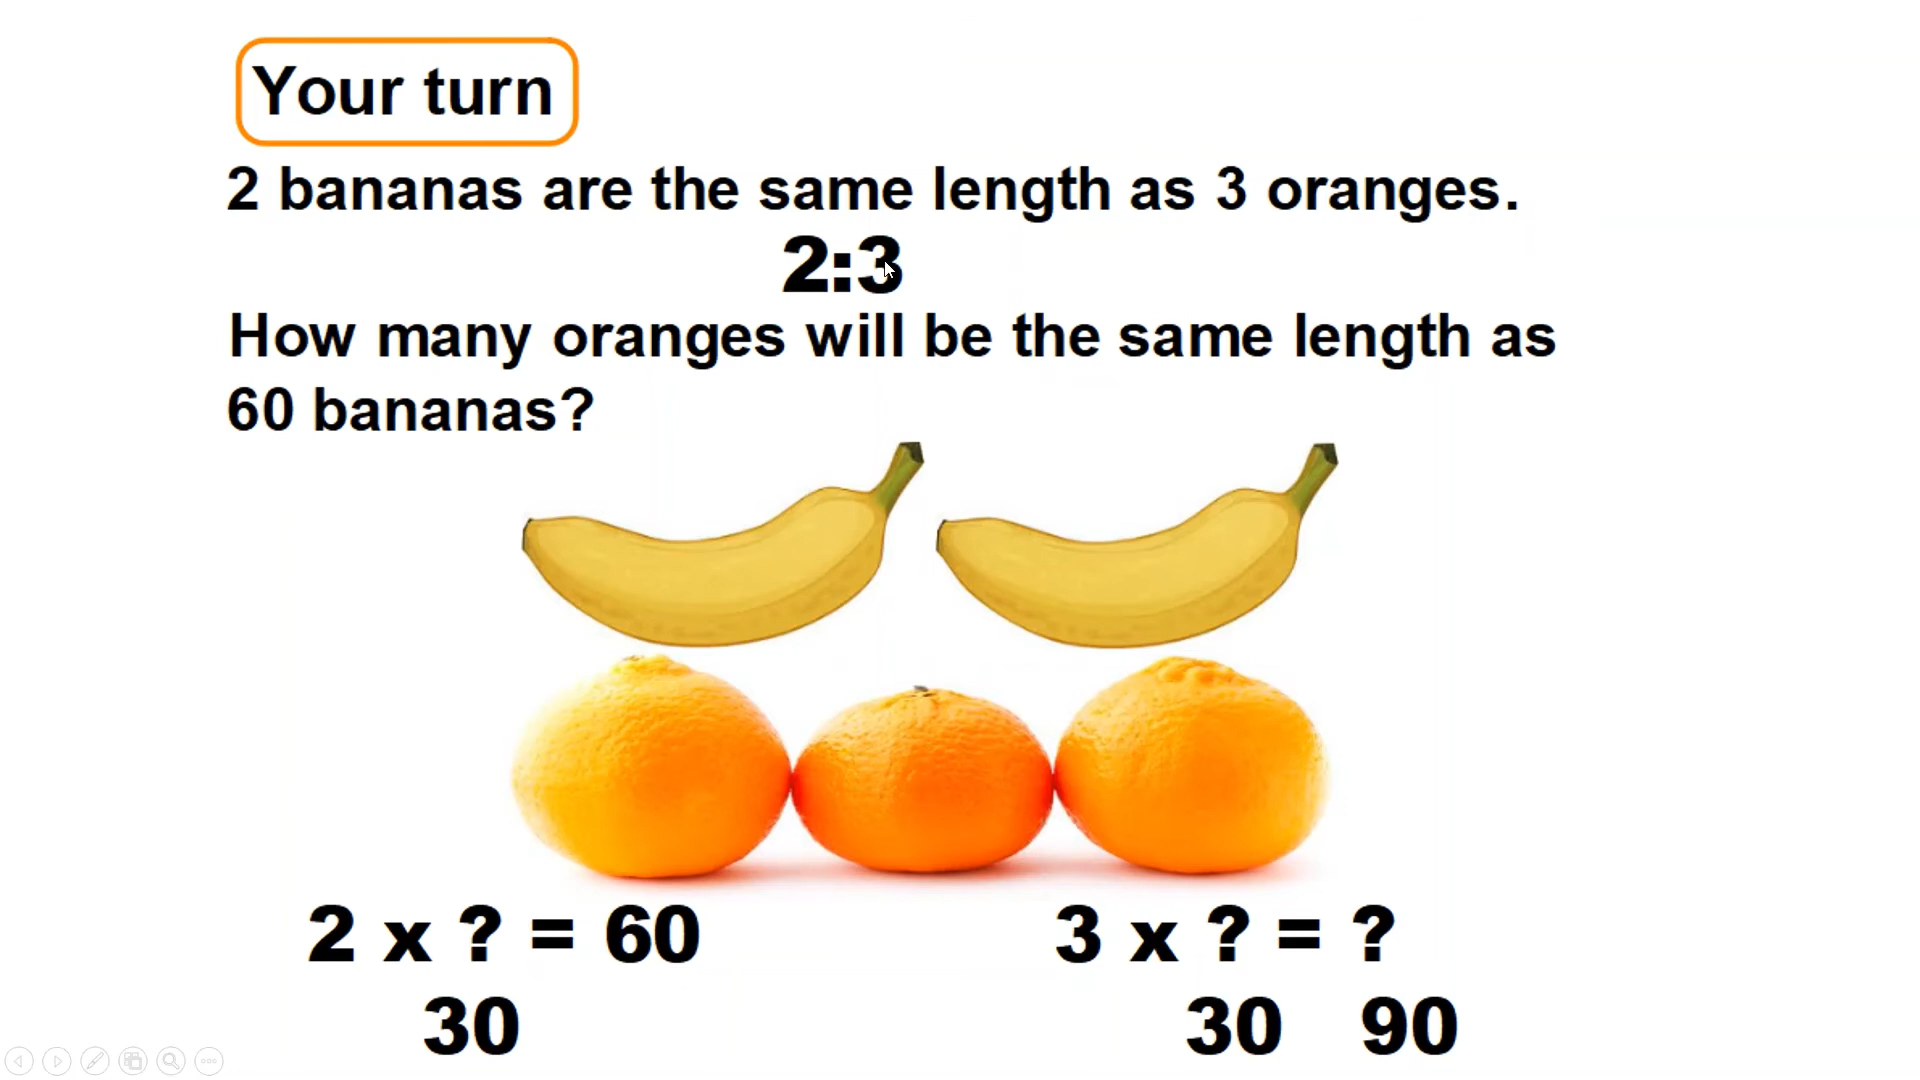 Your turn
2 bananas are the same length as 3 oranges.
2:3
How many oranges will be the same length as
60 bananas?
2 x ? = 60
3 x ? = ?
30
30 90